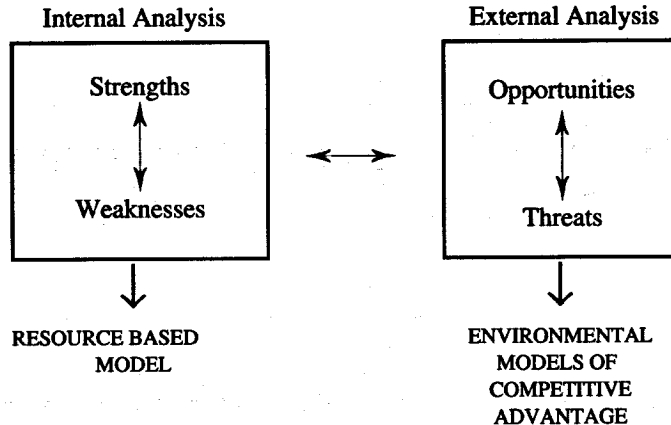 Internal Analysis
Strengths
Weaknesses
RESOURCE BASED
MODEL
External Analysis
Opportunities
Threats
ENVIRONMENTAL
MODELS OF
COMPETITIVE
ADVANTAGE